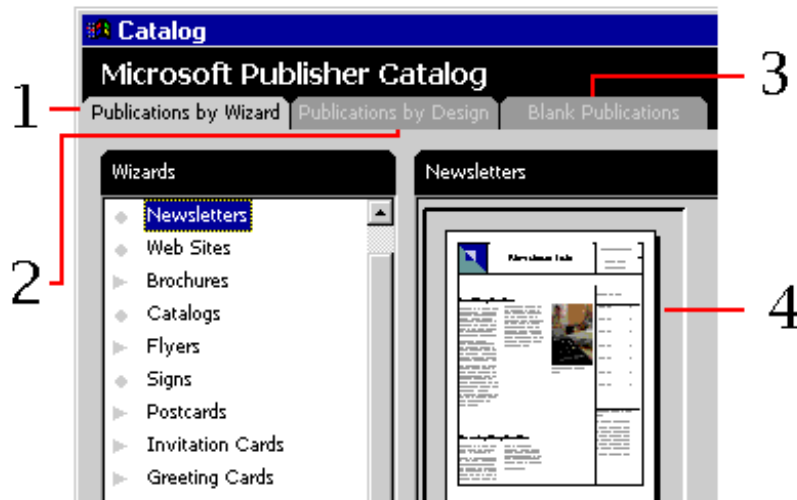 Catalog
Microsoft Publisher Catalog
1
3
Publications by Wizard Publications by Design Blank Publications
Wizards
Newsletters
Newsletters
Web Sites
2
Brochures
Catalogs
4
Flyers
Signs
Postcards
Invitation Cards
Greeting Cards